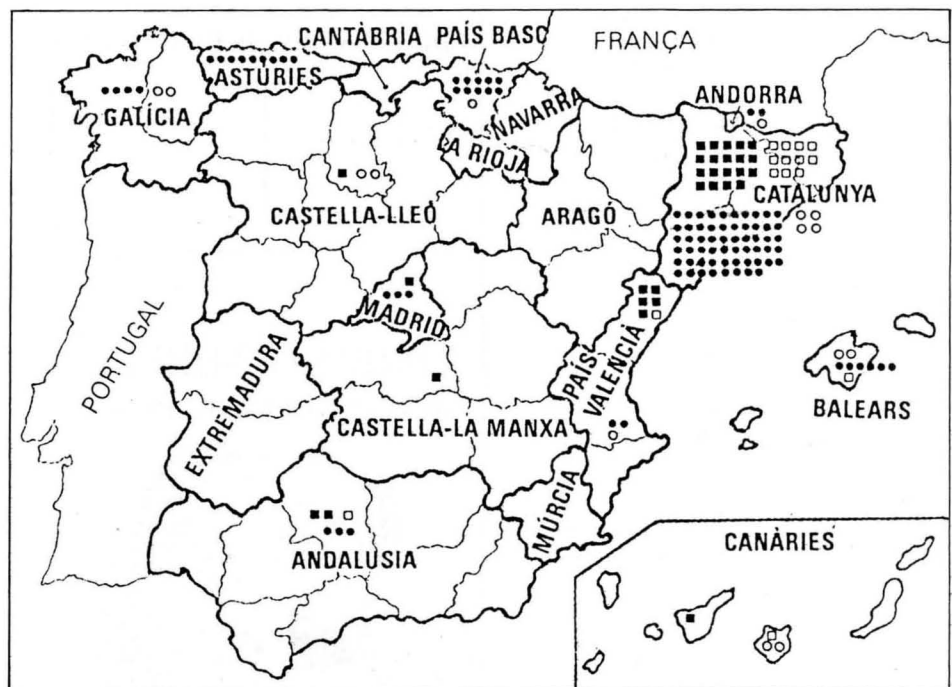 CANTÀBRIA
PAÍS BASC
FRANÇA
ASTÚRIES
GALÍCIA
NAVARRA
ANDORRA
LA RIOJA
CATALUNYA
CASTELLA-LLEÓ
ARAGÓ
MADRID
PORTUGAL
PAÍS
VALENCIÀ
EXTREMADURA
BALEARS
CASTELLA-LA MANXA
MÚRCIA
ANDALUSIA
CANÀRIES